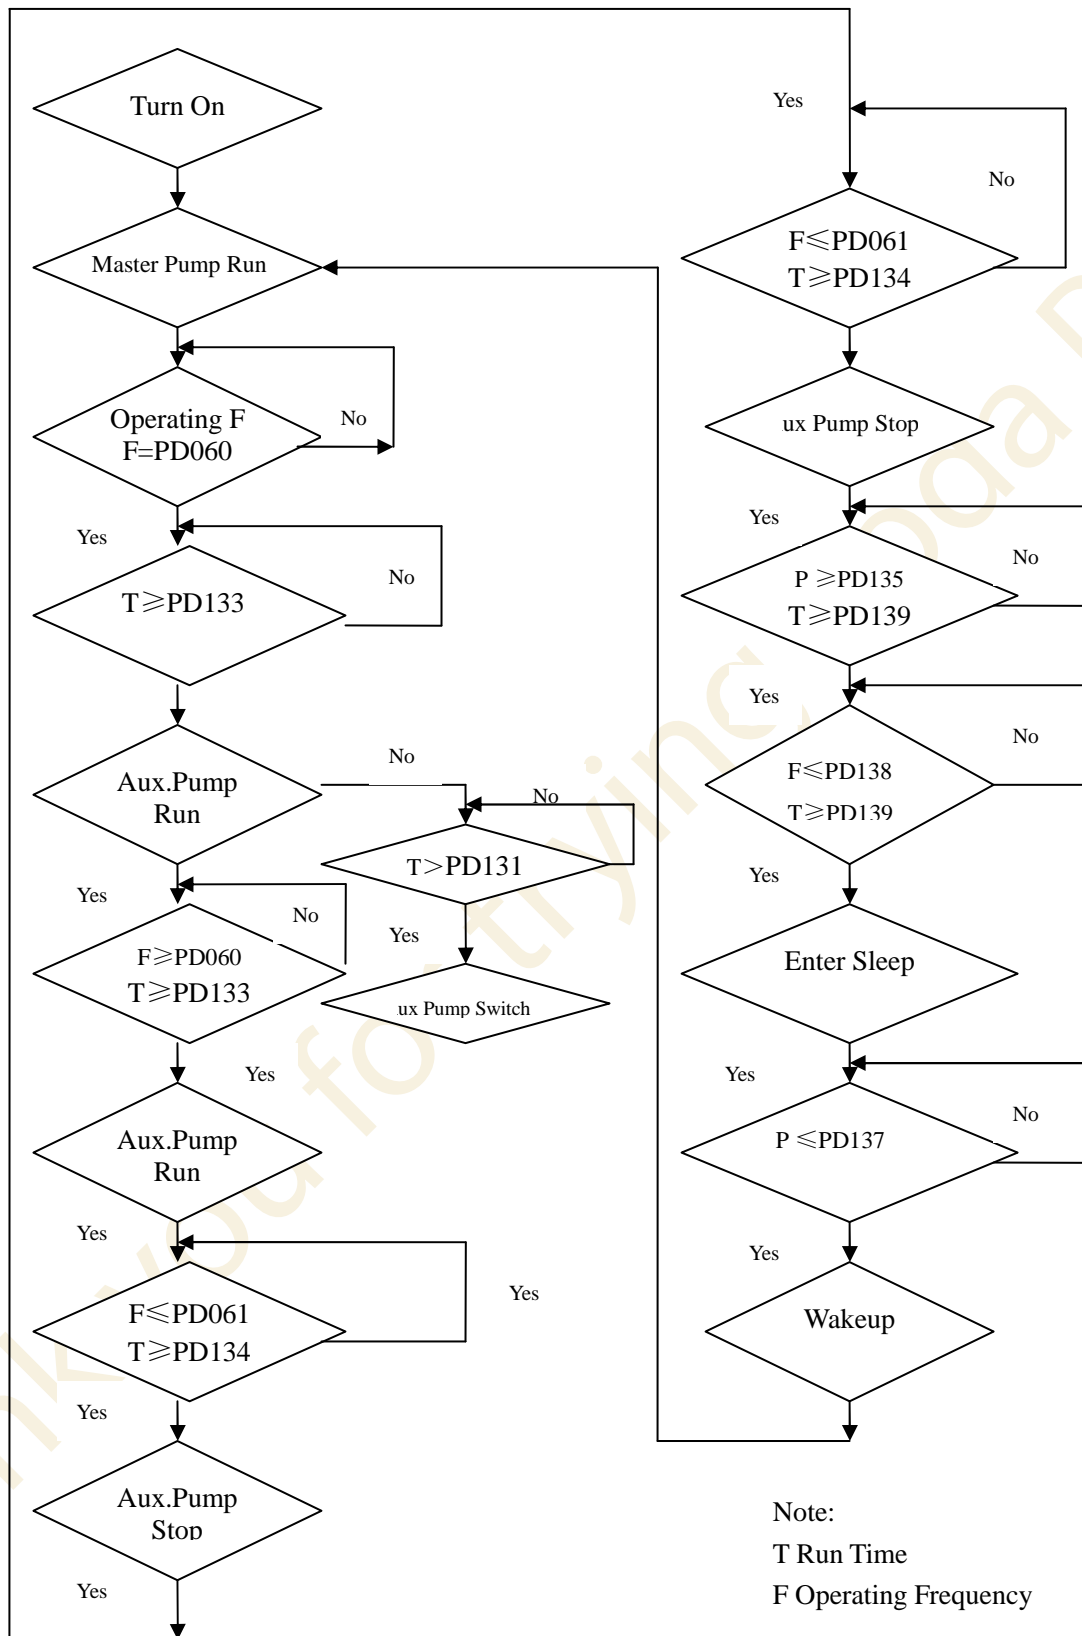 Turn On
Master Pump Run
Operating F
F=PD060
No
Yes
T≥PD133
No
Aux.Pump
Run
No
No
T>PD131
Yes
ux Pump Switch
Yes
No
F≥PD060
T≥PD133
Yes
Aux.Pump
Run
Yes
F≤PD061
T≥PD134
Yes
Yes
Aux.Pump
Stop
Yes
Yes
No
F≤PD061
T≥PD134
ux Pump Stop
Yes
No
P ≥PD135
T≥PD139
Yes
No
F≤PD138
T≥PD139
Yes
Enter Sleep
Yes
No
P ≤PD137
Yes
Wakeup
Note:
T Run Time
F Operating Frequency
you for trying